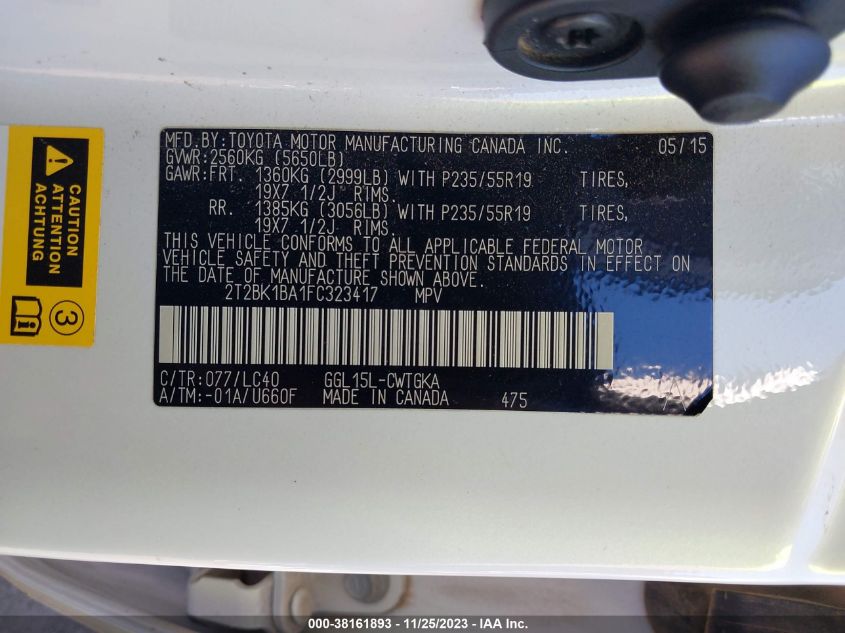 MFD.BY:TOYOTA MOTOR MANUFACTURING CANADA INC. 05/15
GVWR:2560KG (5650LB)
GAWR:FRT. 1360KG (2999LB) WITH P235/55R19 TIRES,
19X7 1/2J RIMS.
RR. 1385KG (3056LB) WITH P235/55R19 TIRES,
19X7 1/2J RIMS.
THIS VEHICLE CONFORMS TO ALL APPLICABLE FEDERAL MOTOR
VEHICLE SAFETY AND THEFT PREVENTION STANDARDS IN EFFECT ON
THE DATE OF MANUFACTURE SHOWN ABOVE.
2T2BK1BA1FC323417 MPV
C/TR:077/LC40 GGL15L-CWTGKA
A/TM:-01A/U660F MADE IN CANADA 475
CAUTION
ATTENTION
ACHTUNG
3
000-38161893 - 11/25/2023 - IAA Inc.